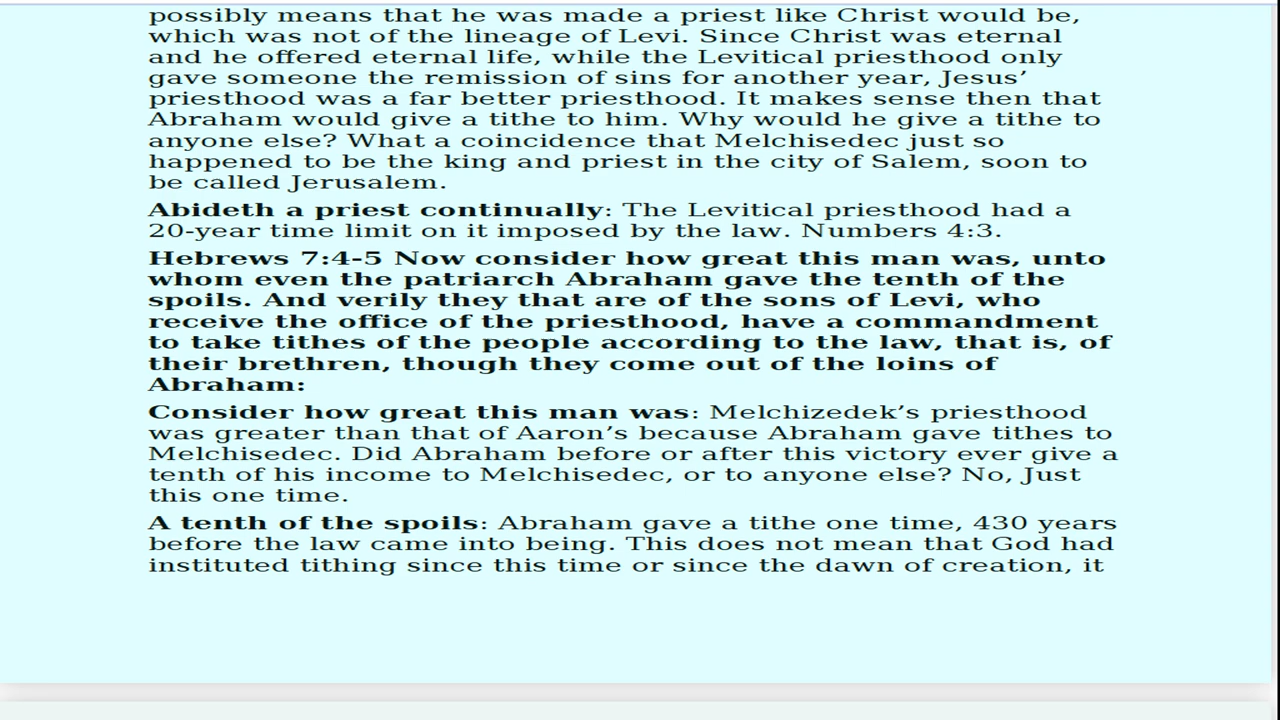 possibly means that he was made a priest like Christ would be,
which was not of the lineage of Levi. Since Christ was eternal
and he offered eternal life, while the Levitical priesthood only
gave someone the remission of sins for another year, Jesus’
priesthood was a far better priesthood. It makes sense then that
Abraham would give a tithe to him. Why would he give a tithe to
anyone else? What a coincidence that Melchisedec just so
happened to be the king and priest in the city of Salem, soon to
be called Jerusalem.
Abideth a priest continually: The Levitical priesthood had a
20-year time limit on it imposed by the law. Numbers 4:3.
Hebrews 7:4-5 Now consider how great this man was, unto
whom even the patriarch Abraham gave the tenth of the
spoils. And verily they that are of the sons of Levi, who
receive the office of the priesthood, have a commandment
to take tithes of the people according to the law, that is, of
their brethren, though they come out of the loins of
Abraham:
Consider how great this man was: Melchizedek’s priesthood
was greater than that of Aaron’s because Abraham gave tithes to
Melchisedec. Did Abraham before or after this victory ever give a
tenth of his income to Melchisedec, or to anyone else? No, Just
this one time.
A tenth of the spoils: Abraham gave a tithe one time, 430 years
before the law came into being. This does not mean that God had
instituted tithing since this time or since the dawn of creation, it